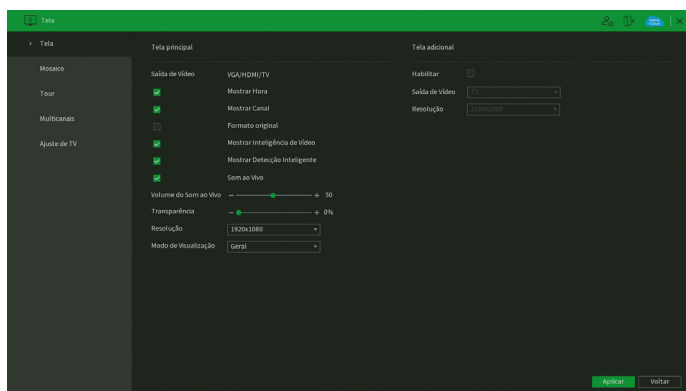 Tela
Tela
Mosaico
Tour
Multicanais
Ajuste de TV
Tela principal
Saída de Vídeo VGA/HDMI/TV
Mostrar Hora
Mostrar Canal
Formato original
Mostrar Inteligência de Vídeo
Mostrar Detecção Inteligente
Som ao Vivo
Volume do Som ao Vivo − + 50
Transparência − + 0%
Resolução 1920x1080
Modo de Visualização Geral
Tela adicional
Habilitar
Saída de Vídeo TV
Resolução 1920x1080
Aplicar Voltar